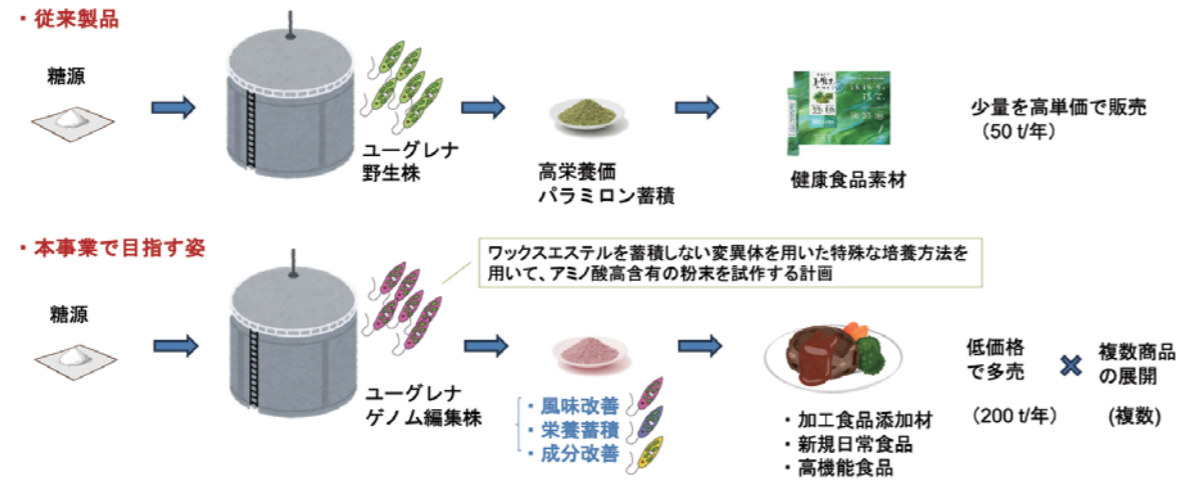 ・従来製品
糖源
ユーグレナ
野生株
高栄養価
パラミロン蓄積
健康食品素材
少量を高単価で販売
（50 t/年）
・本事業で目指す姿
ワックスエステルを蓄積しない変異体を用いた特殊な培養方法を
用いて、アミノ酸高含有の粉末を試作する計画
糖源
ユーグレナ
ゲノム編集株
・風味改善
・栄養蓄積
・成分改善
・加工食品添加材
・新規日常食品
・高機能食品
低価格
で多売
（200 t/年）
複数商品
の展開
(複数)